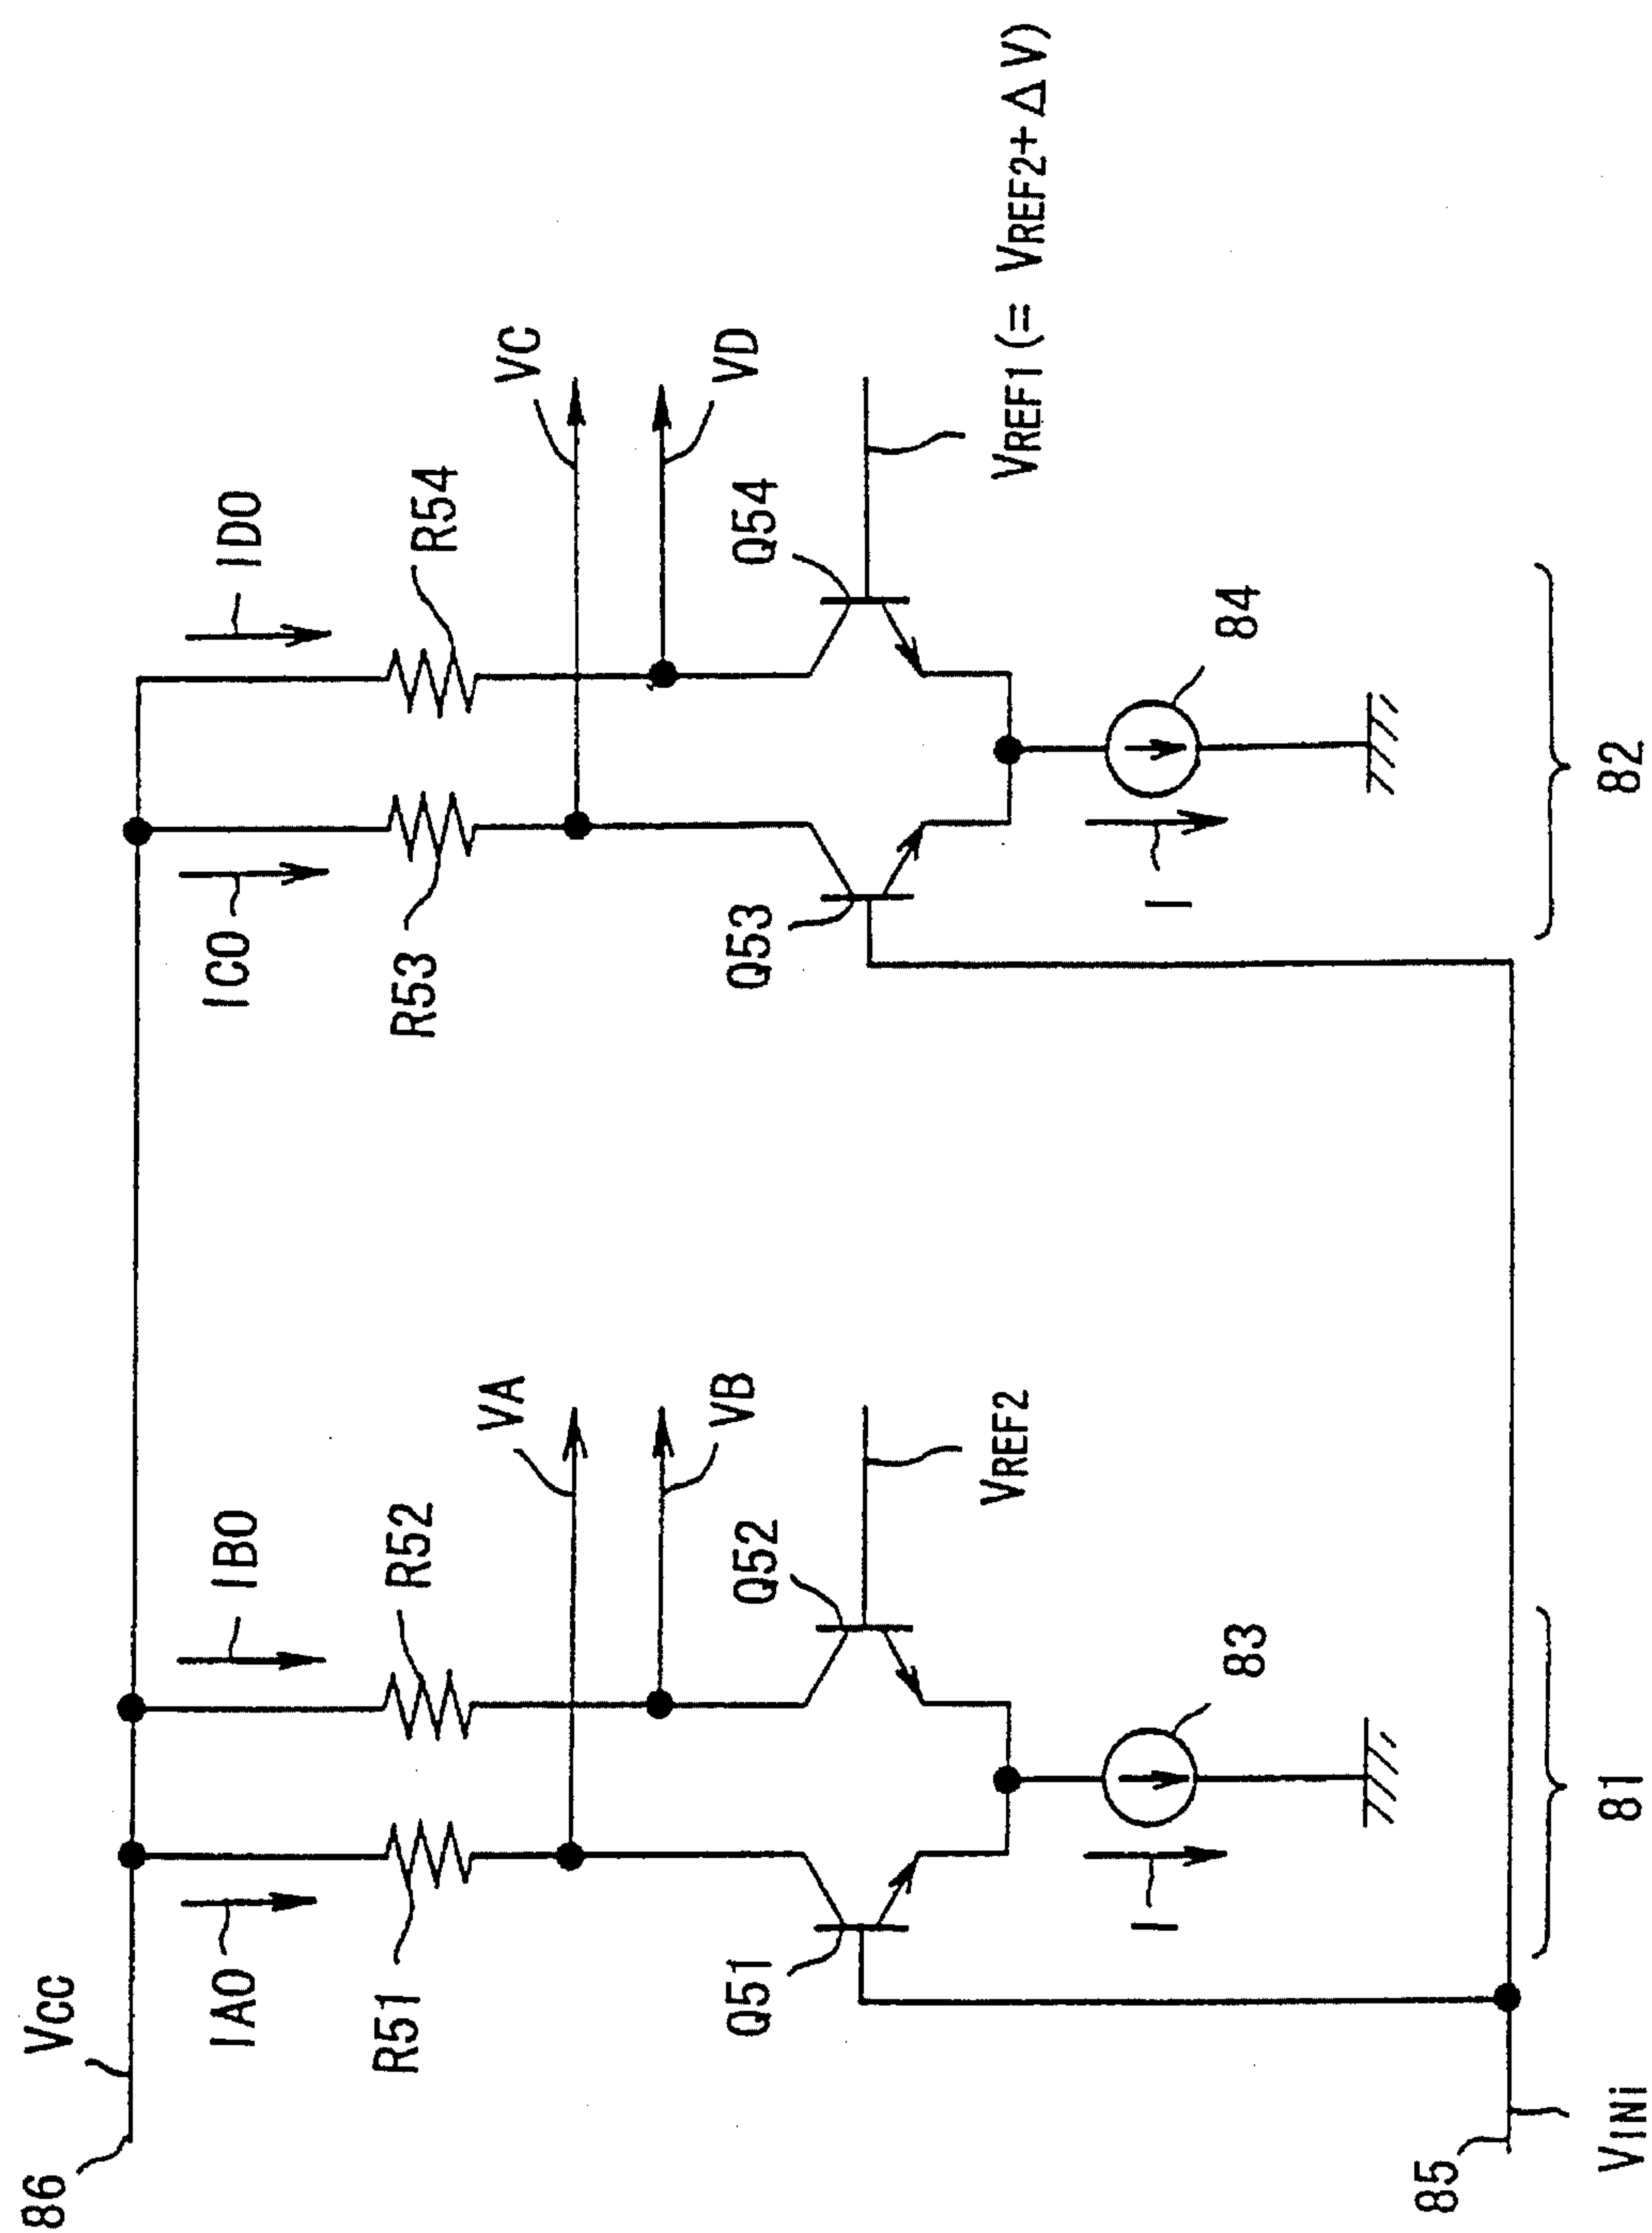 86
VCC
IA0
IB0
IC0
ID0
R51
R52
R53
R54
VA
VB
VC
VD
Q51
Q52
Q53
Q54
VREF2
VREF1 (= VREF2+ΔV)
I
83
I
84
85
VINi
81
82